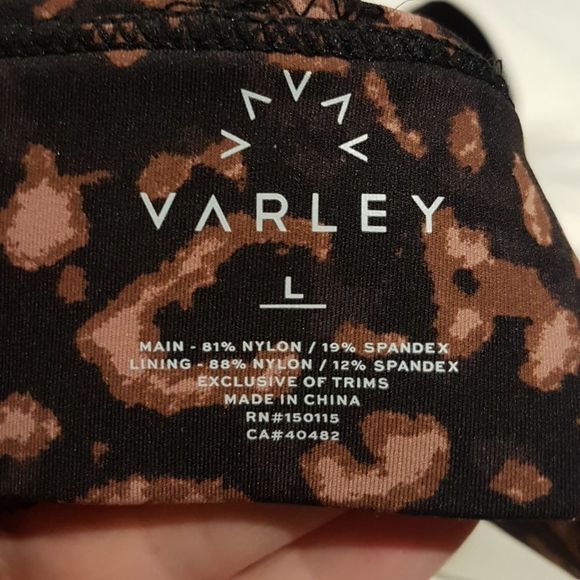 VARLEY
L
MAIN - 81% NYLON / 19% SPANDEX
LINING - 88% NYLON / 12% SPANDEX
EXCLUSIVE OF TRIMS
MADE IN CHINA
RN#150115
CA#40482